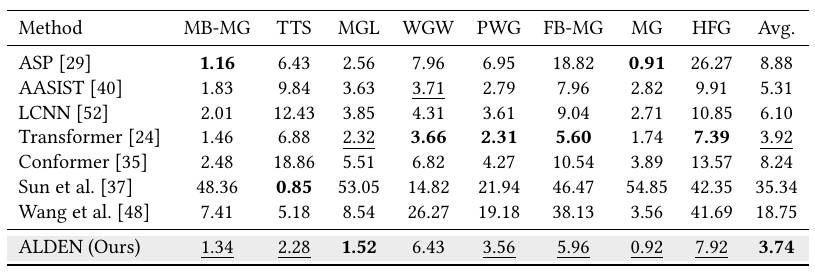 Method MB-MG TTS MGL WGW PWG FB-MG MG HFG Avg.
ASP [29] 1.16 6.43 2.56 7.96 6.95 18.82 0.91 26.27 8.88
AASIST [40] 1.83 9.84 3.63 3.71 2.79 7.96 2.82 9.91 5.31
LCNN [52] 2.01 12.43 3.85 4.31 3.61 9.04 2.71 10.85 6.10
Transformer [24] 1.46 6.88 2.32 3.66 2.31 5.60 1.74 7.39 3.92
Conformer [35] 2.48 18.86 5.51 6.82 4.27 10.54 3.89 13.57 8.24
Sun et al. [37] 48.36 0.85 53.05 14.82 21.94 46.47 54.85 42.35 35.34
Wang et al. [48] 7.41 5.18 8.54 26.27 19.18 38.13 3.56 41.69 18.75
ALDEN (Ours) 1.34 2.28 1.52 6.43 3.56 5.96 0.92 7.92 3.74